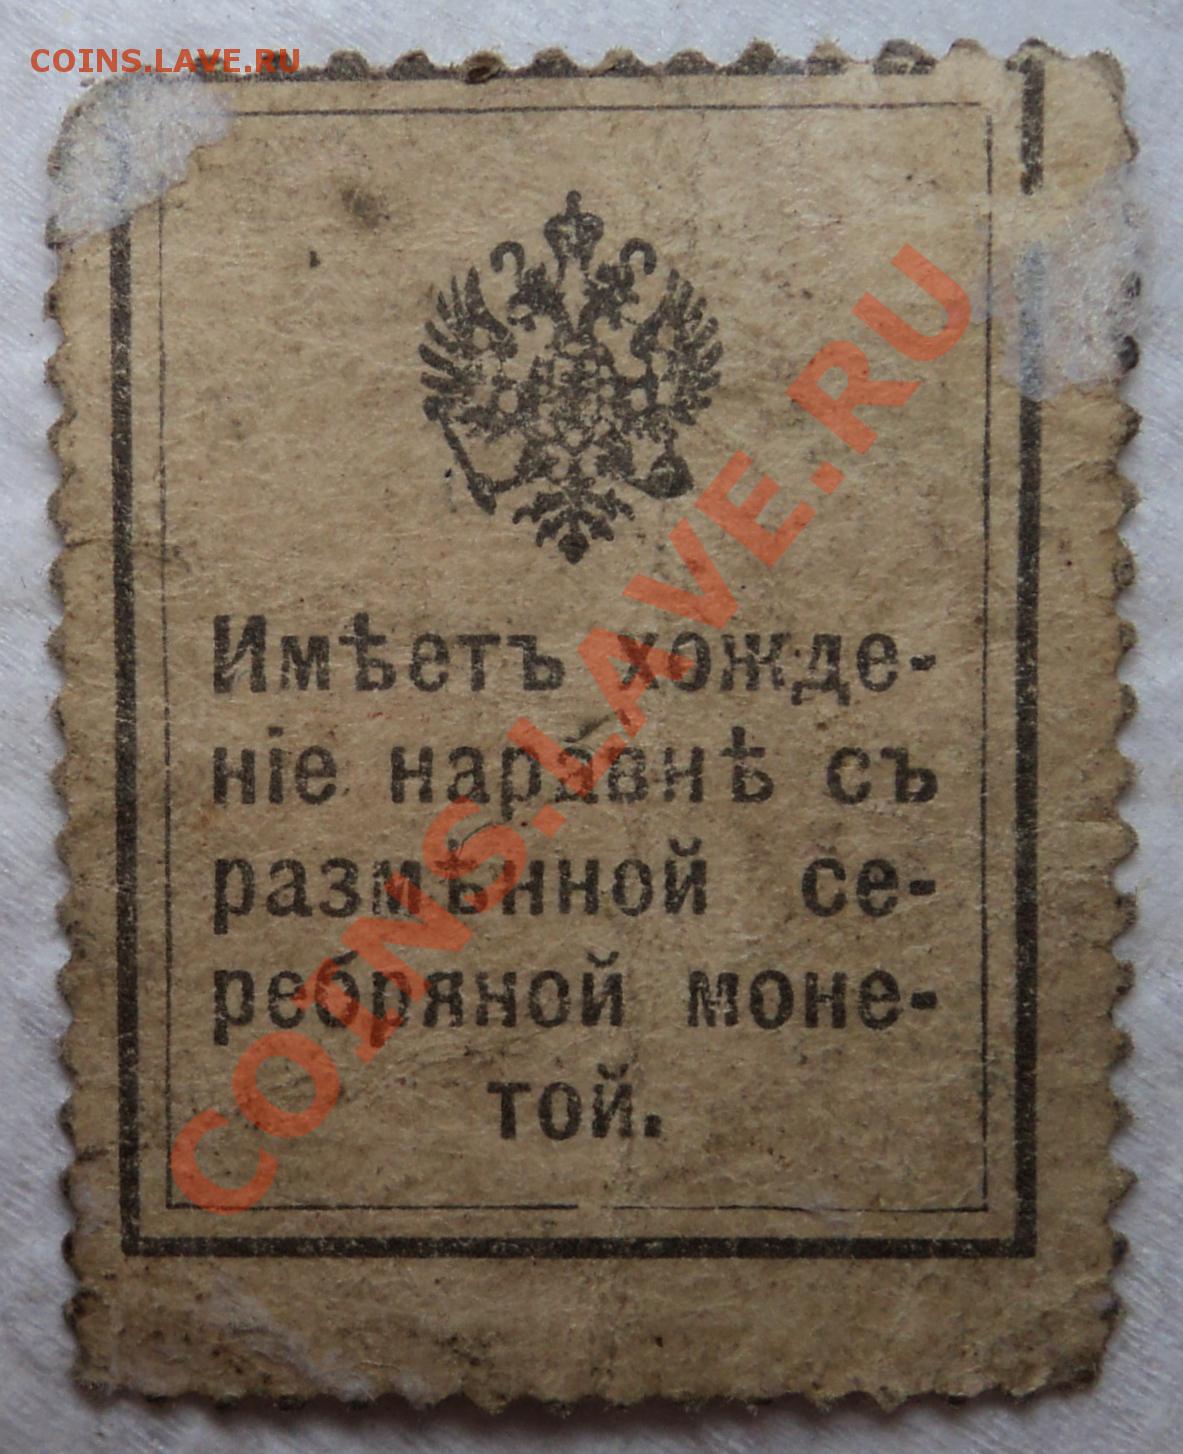 COINS.LAVE.RU
Имѣетъ хожде-
ніе наравнѣ съ
размѣнной се-
ребряной моне-
той.
COINS.LAVE.RU